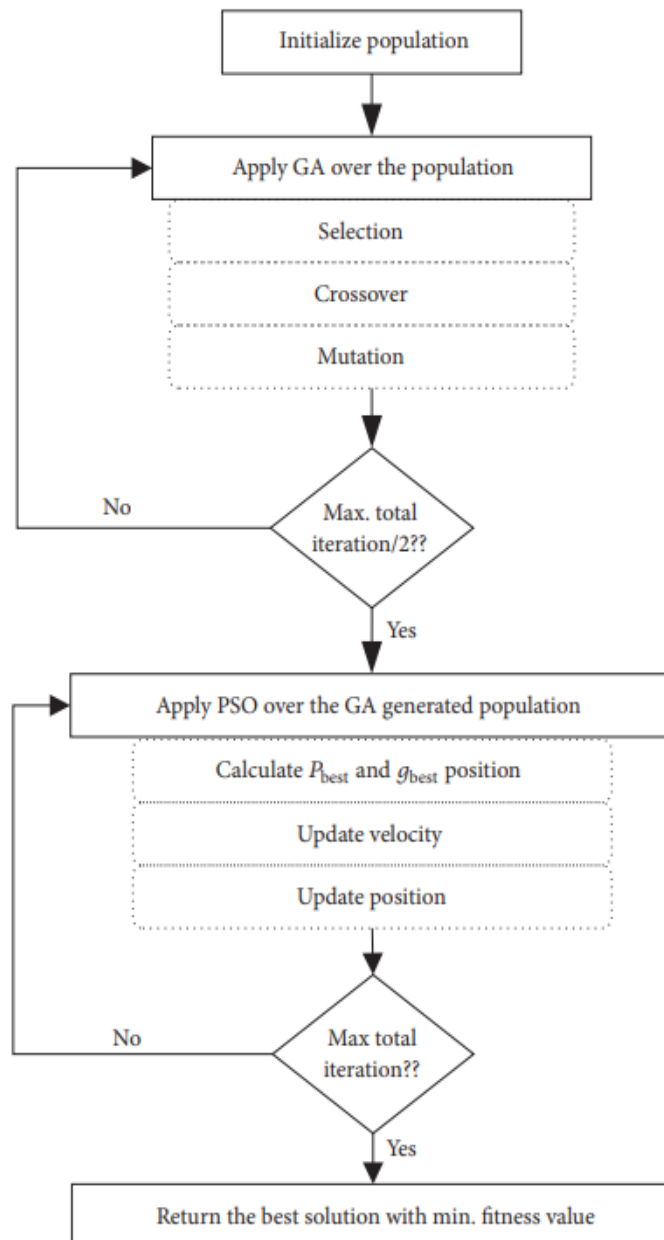 Initialize population
Apply GA over the population
Selection
Crossover
Mutation
No
Max. total
iteration/2??
Yes
Apply PSO over the GA generated population
Calculate P_best and g_best position
Update velocity
Update position
No
Max total
iteration??
Yes
Return the best solution with min. fitness value